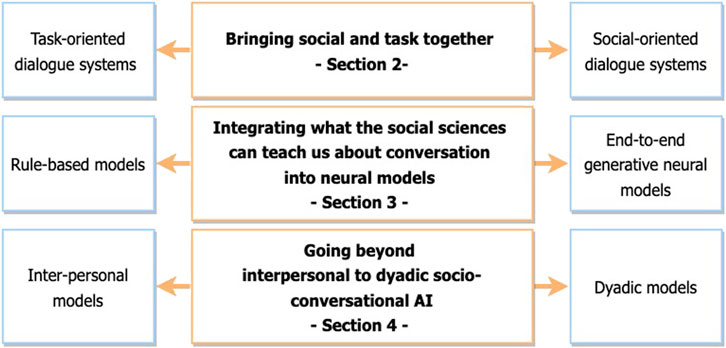 Task-oriented
dialogue systems
Bringing social and task together
- Section 2-
Social-oriented
dialogue systems
Rule-based models
Integrating what the social sciences
can teach us about conversation
into neural models
- Section 3 -
End-to-end
generative neural
models
Inter-personal
models
Going beyond
interpersonal to dyadic socio-
conversational AI
- Section 4 -
Dyadic models